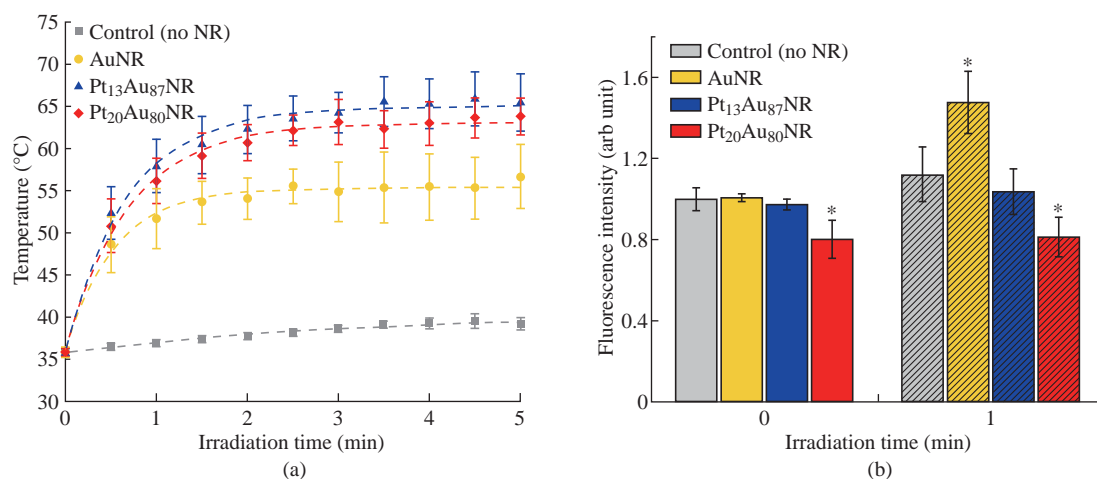 75
70
65
60
55
50
45
40
35
30
0
1
2
3
4
5
Temperature (°C)
Irradiation time (min)
Control (no NR)
AuNR
Pt₁₃Au₈₇NR
Pt₂₀Au₈₀NR
(a)
1.6
1.2
0.8
0.4
0
0
1
Fluorescence intensity (arb unit)
Irradiation time (min)
Control (no NR)
AuNR
Pt₁₃Au₈₇NR
Pt₂₀Au₈₀NR
*
*
*
(b)